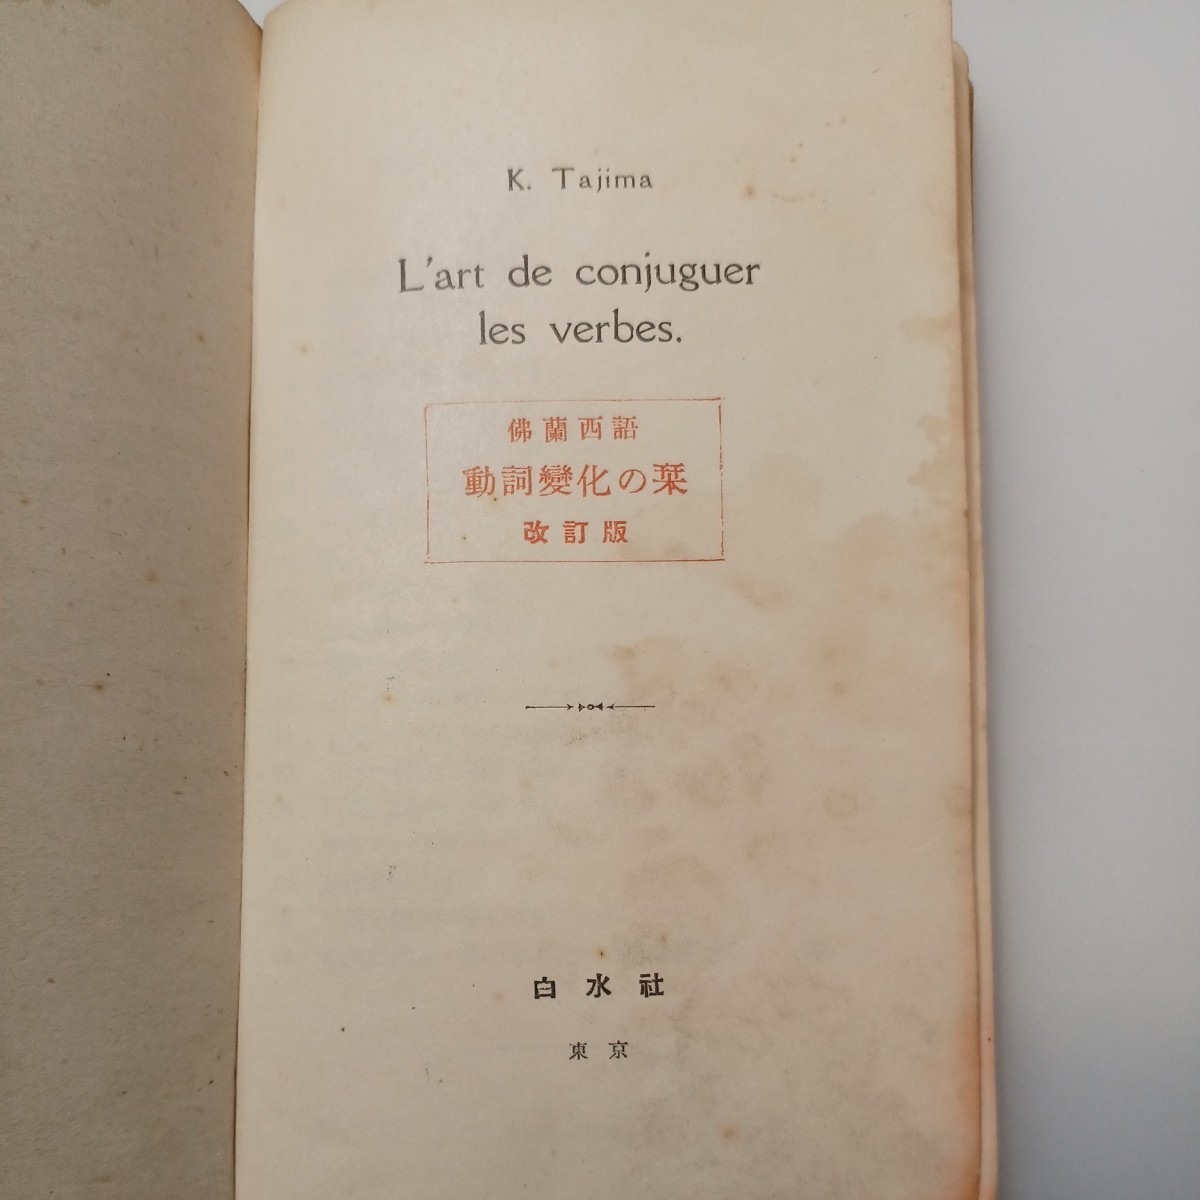 K. Tajima
L'art de conjuguer
les verbes.
佛蘭西語
動詞變化の栞
改訂版
白水社
東京